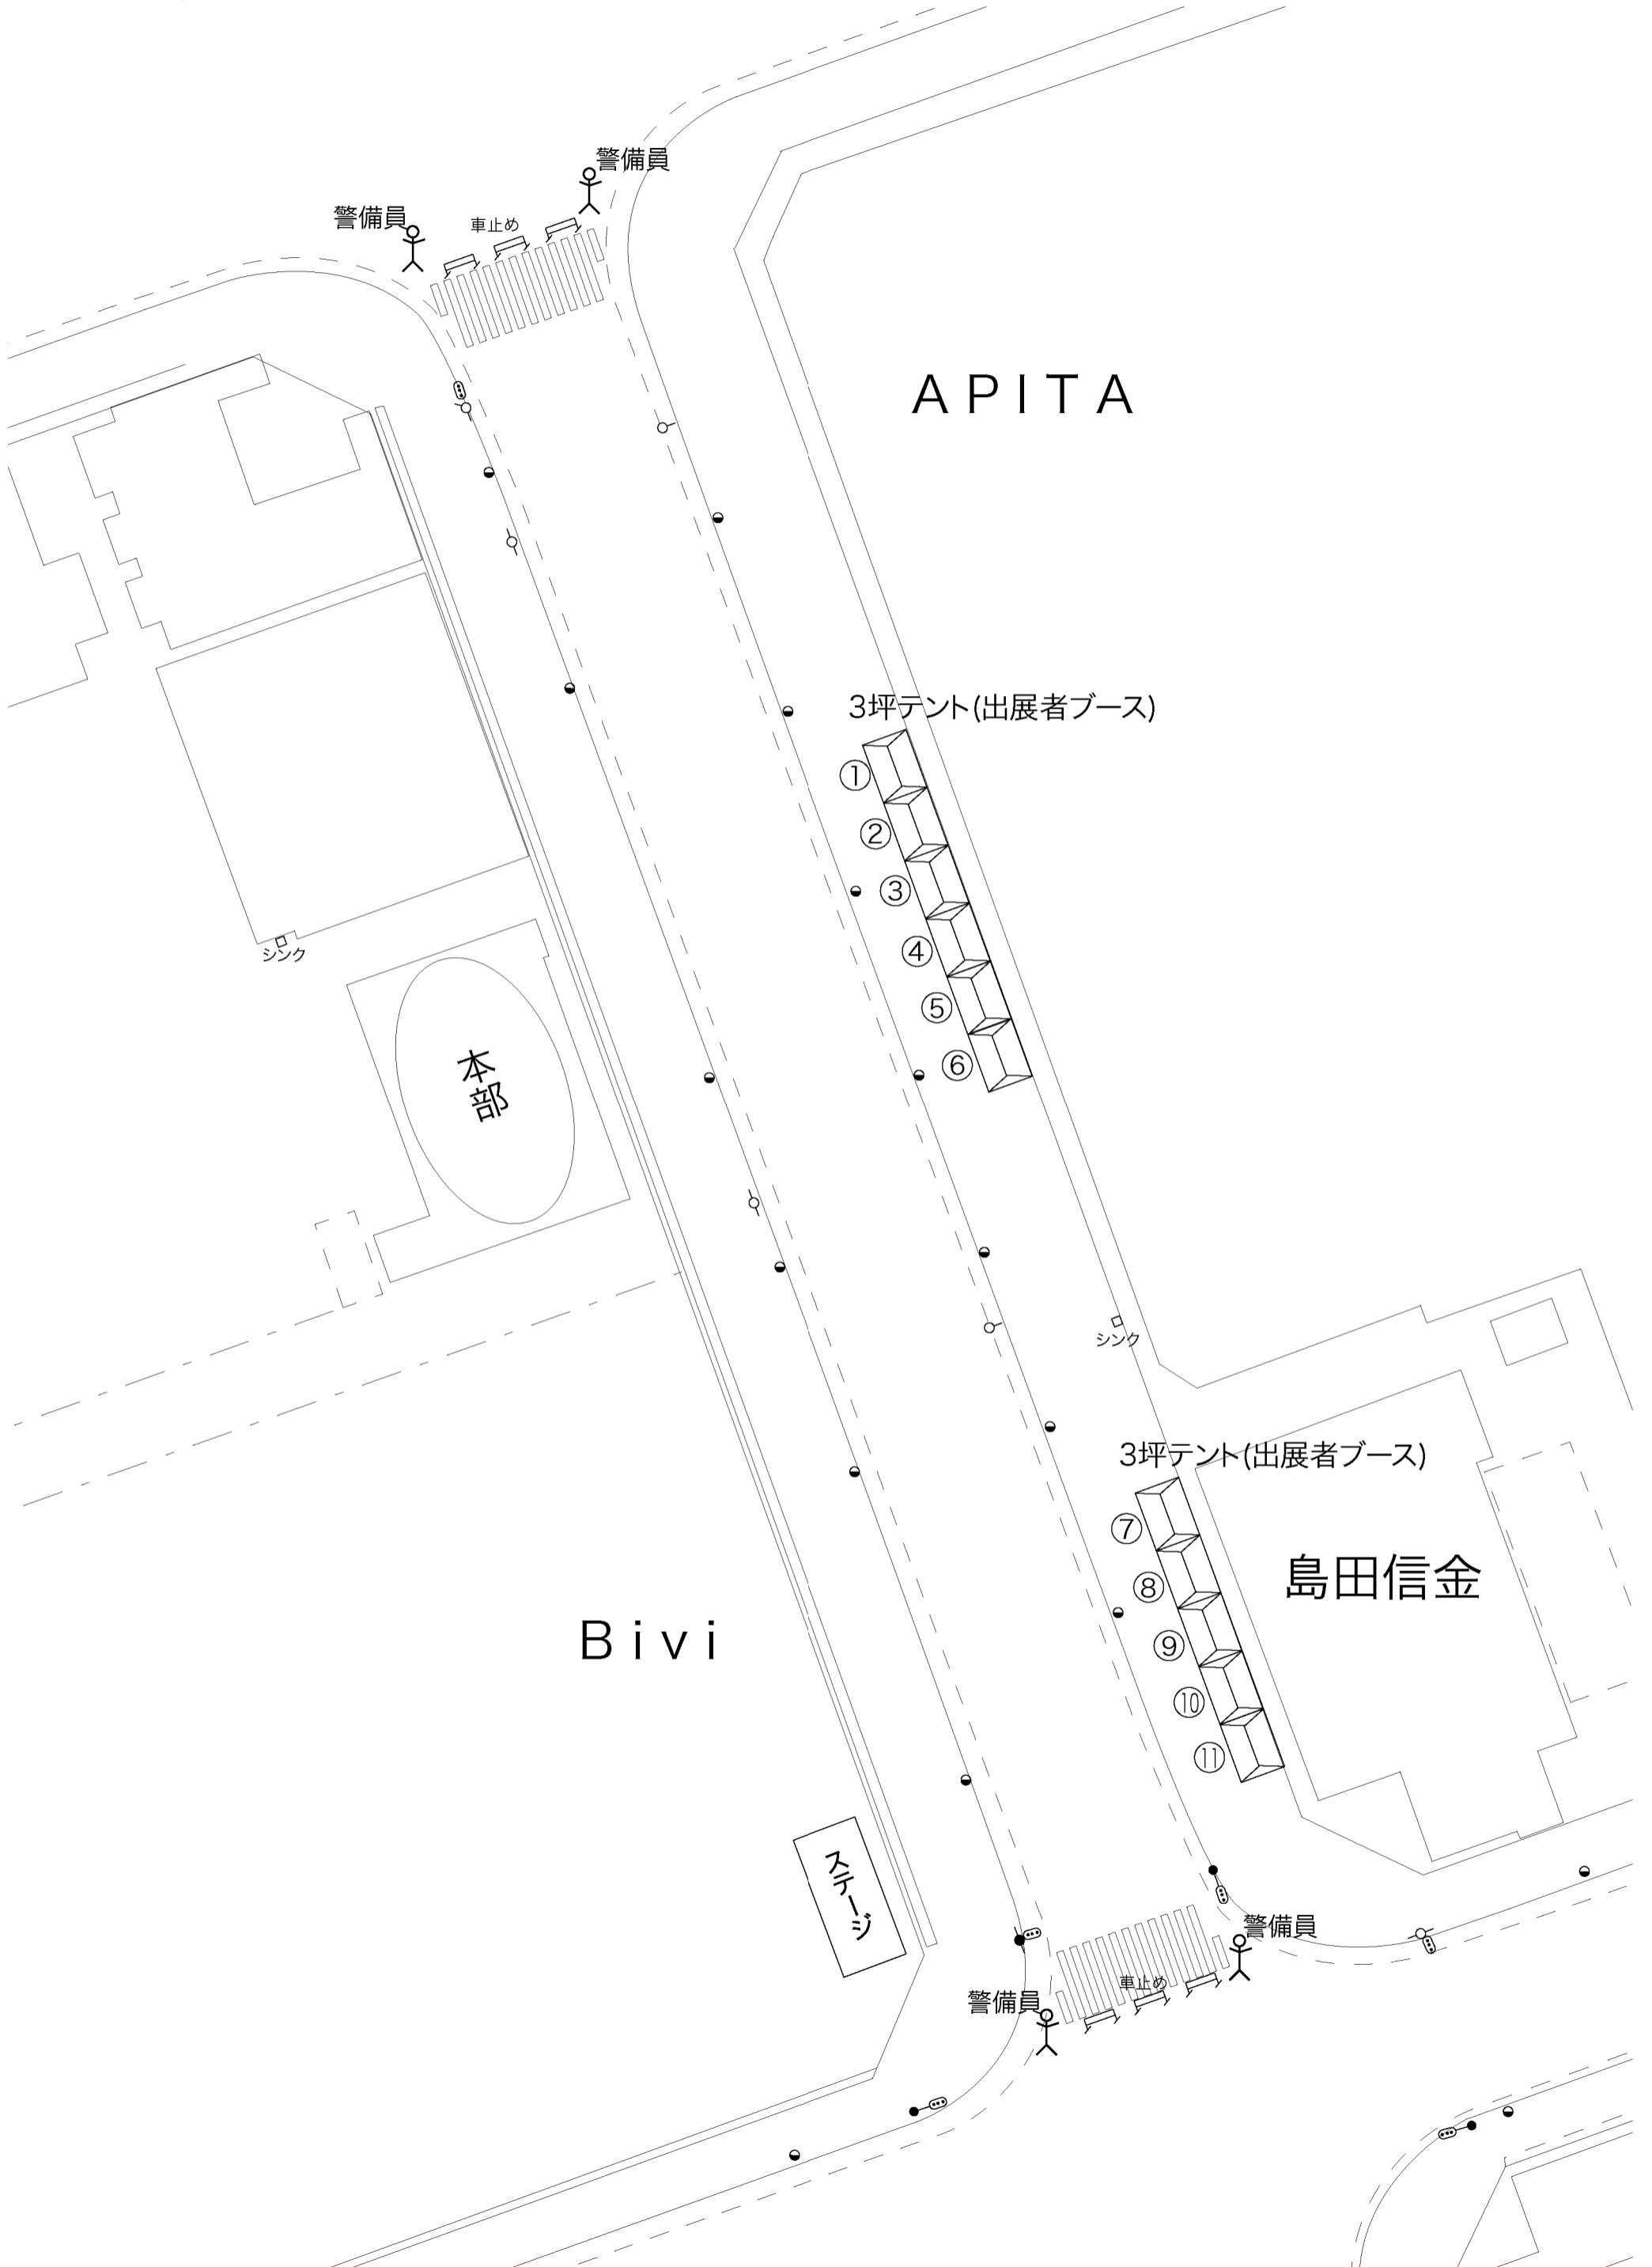 警備員
警備員
車止め
APITA
3坪テント(出展者ブース)
①
②
③
④
⑤
⑥
シンク
本部
シンク
3坪テント(出展者ブース)
⑦
⑧
⑨
⑩
⑪
島田信金
Bivi
ステージ
警備員
車止め
警備員